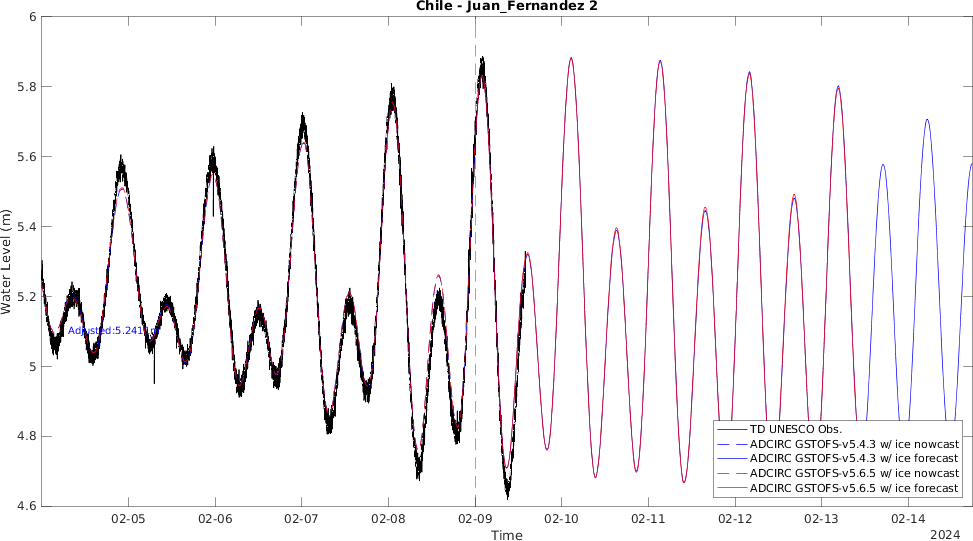 Chile - Juan_Fernandez 2
6
5.8
5.6
5.4
5.2
5
4.8
4.6
Water Level (m)
Adjusted:5.241
TD UNESCO Obs.
ADCIRC GSTOFS-v5.4.3 w/ ice nowcast
ADCIRC GSTOFS-v5.4.3 w/ ice forecast
ADCIRC GSTOFS-v5.6.5 w/ ice nowcast
ADCIRC GSTOFS-v5.6.5 w/ ice forecast
02-05 02-06 02-07 02-08 02-09 02-10 02-11 02-12 02-13 02-14
Time
2024